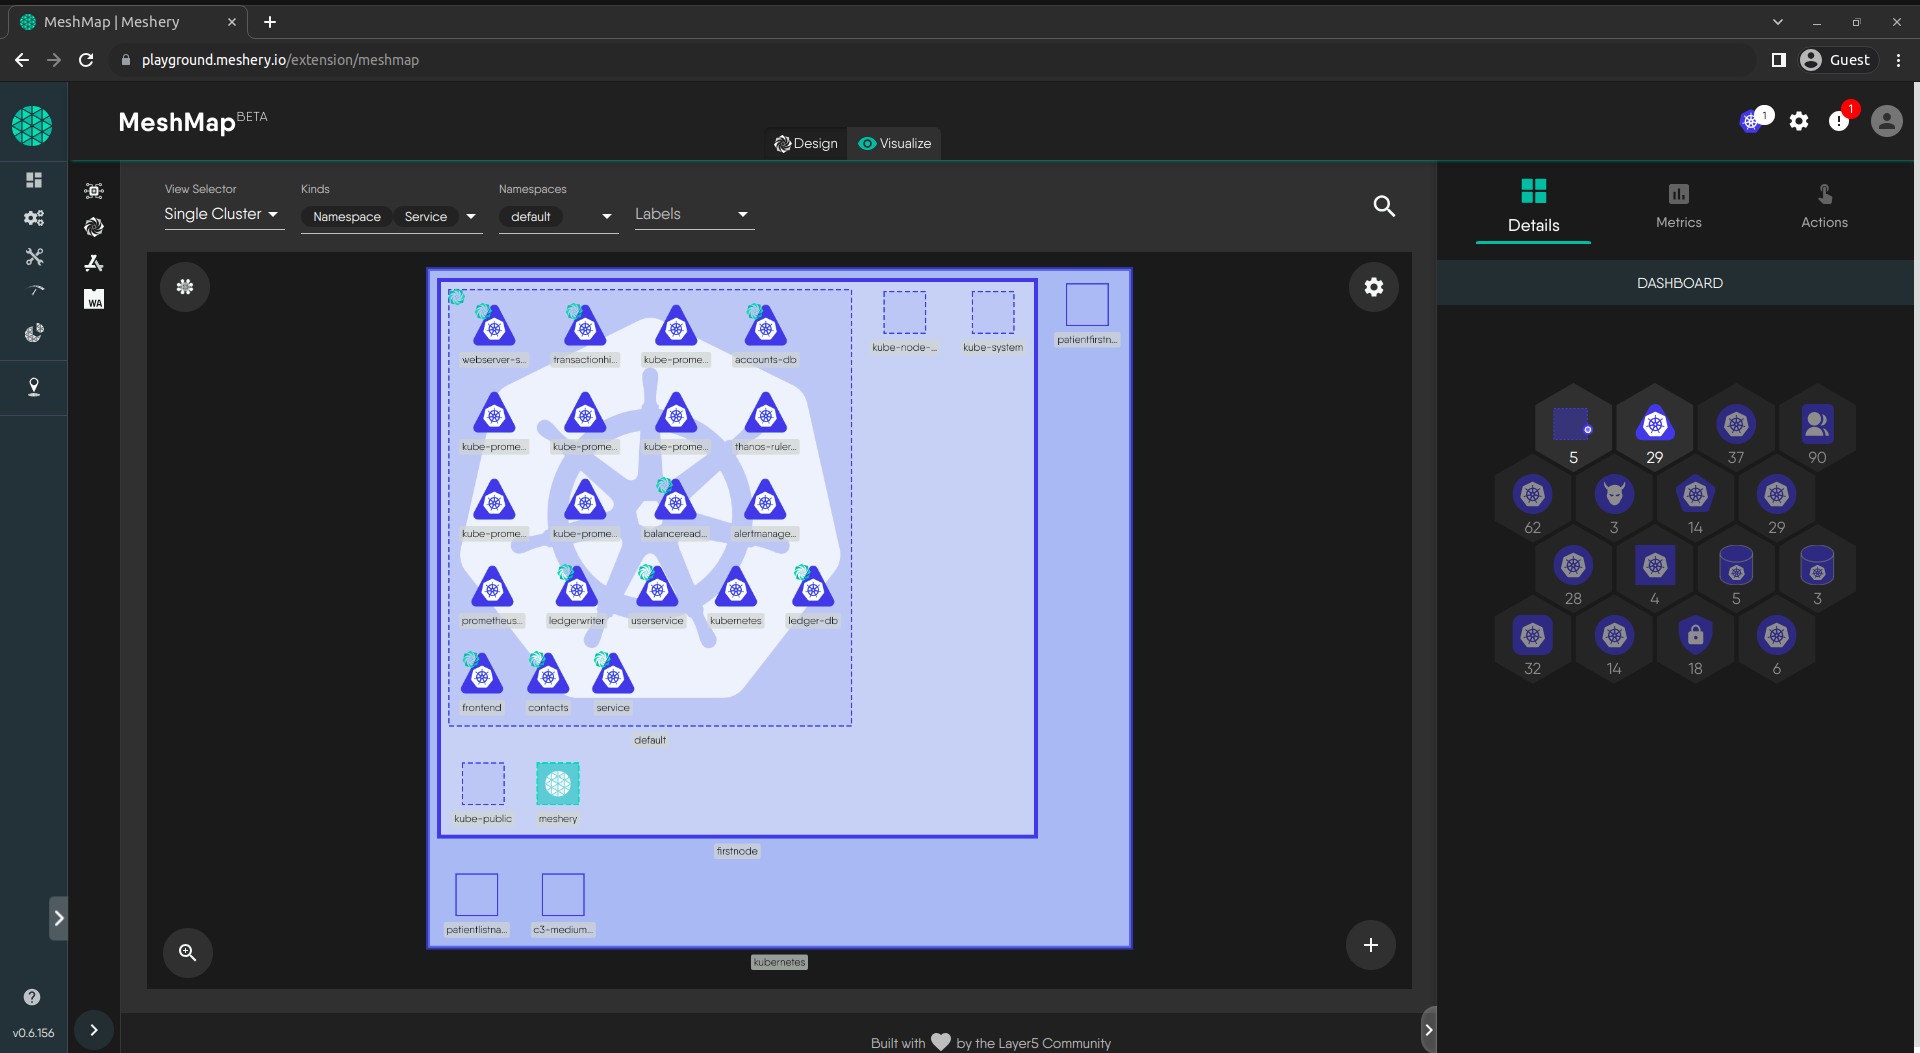 MeshMap | Meshery
playground.meshery.io/extension/meshmap
Guest
MeshMap BETA
1
1
Design
Visualize
View Selector
Kinds
Namespaces
Single Cluster
Namespace
Service
default
Labels
Details
Metrics
Actions
DASHBOARD
webserver-s...
transactionhi...
kube-prome...
accounts-db
kube-node-...
kube-system
patientfirstn...
kube-prome...
kube-prome...
kube-prome...
thanos-ruler...
kube-prome...
kube-prome...
balanceread...
alertmanage...
prometheus...
ledgerwriter
userservice
kubernetes
ledger-db
frontend
contacts
service
default
kube-public
meshery
firstnode
patientlistna...
c3-medium...
kubernetes
5
29
37
90
62
3
14
29
28
4
5
3
32
14
18
6
WA
v0.6.156
Built with
by the Layer5 Community